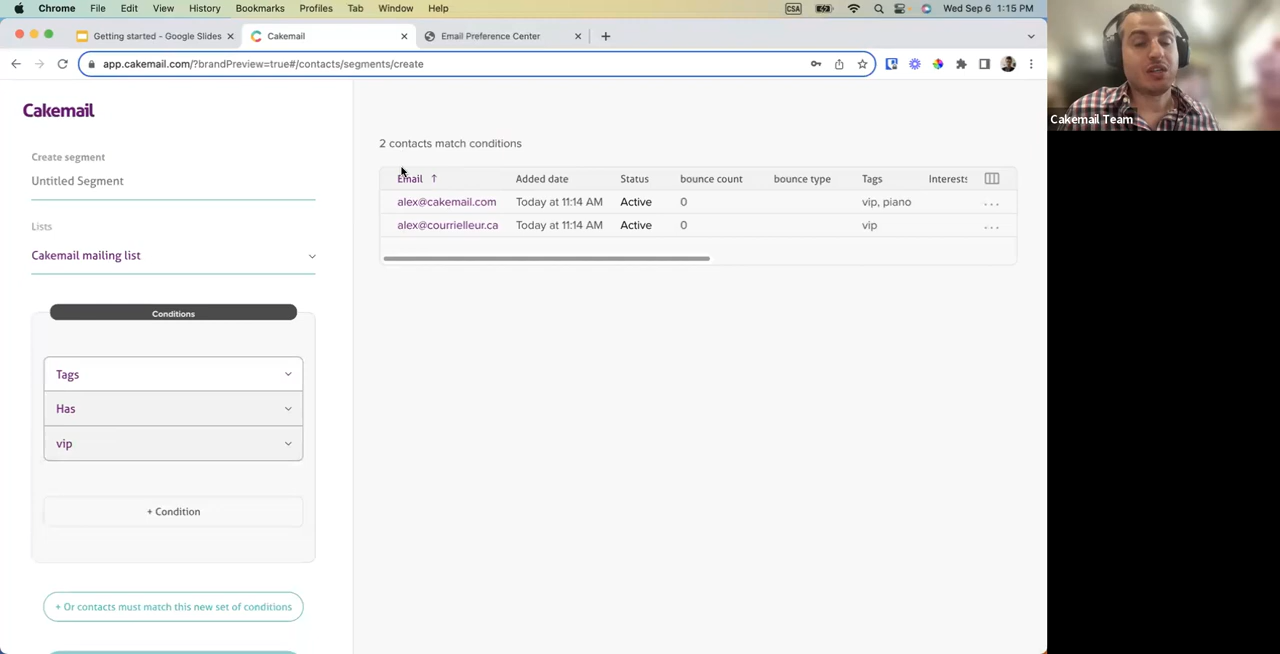 Chrome File Edit View History Bookmarks Profiles Tab Window Help CSA Wed Sep 6 1:15 PM
Getting started - Google Slides Cakemail Email Preference Center
app.cakemail.com/?brandPreview=true#/contacts/segments/create
Cakemail Team
Cakemail
Create segment
Untitled Segment
Lists
Cakemail mailing list
Conditions
Tags
Has
vip
+ Condition
+ Or contacts must match this new set of conditions
2 contacts match conditions
Email ↑ Added date Status bounce count bounce type Tags Interests
alex@cakemail.com Today at 11:14 AM Active 0 vip, piano ...
alex@courrielleur.ca Today at 11:14 AM Active 0 vip ...